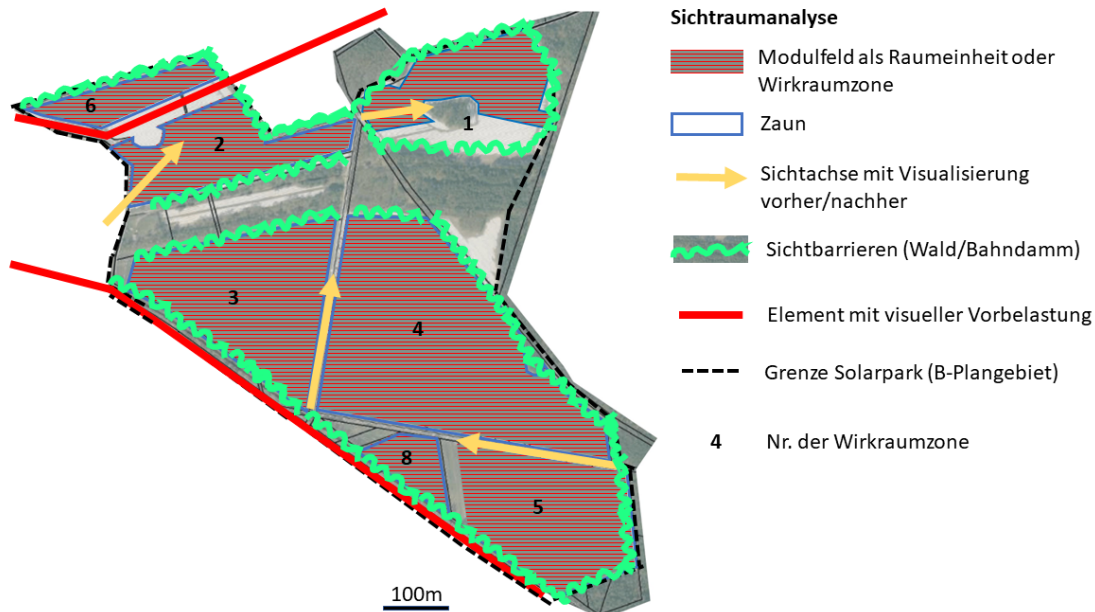 Sichtraumanalyse
Modulfeld als Raumeinheit oder
Wirkraumzone
Zaun
Sichtachse mit Visualisierung
vorher/nachher
Sichtbarrieren (Wald/Bahndamm)
Element mit visueller Vorbelastung
Grenze Solarpark (B-Plangebiet)
4 Nr. der Wirkraumzone
6
1
2
3
4
8
5
100m